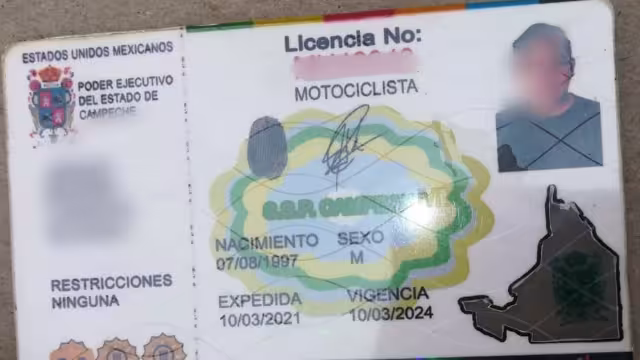 ESTADOS UNIDOS MEXICANOS
PODER EJECUTIVO
DEL ESTADO DE
CAMPECHE
RESTRICCIONES
NINGUNA
Licencia No:
MOTOCICLISTA
S.S.P. CAMPECHE
NACIMIENTO SEXO
07/08/1997 M
EXPEDIDA VIGENCIA
10/03/2021 10/03/2024